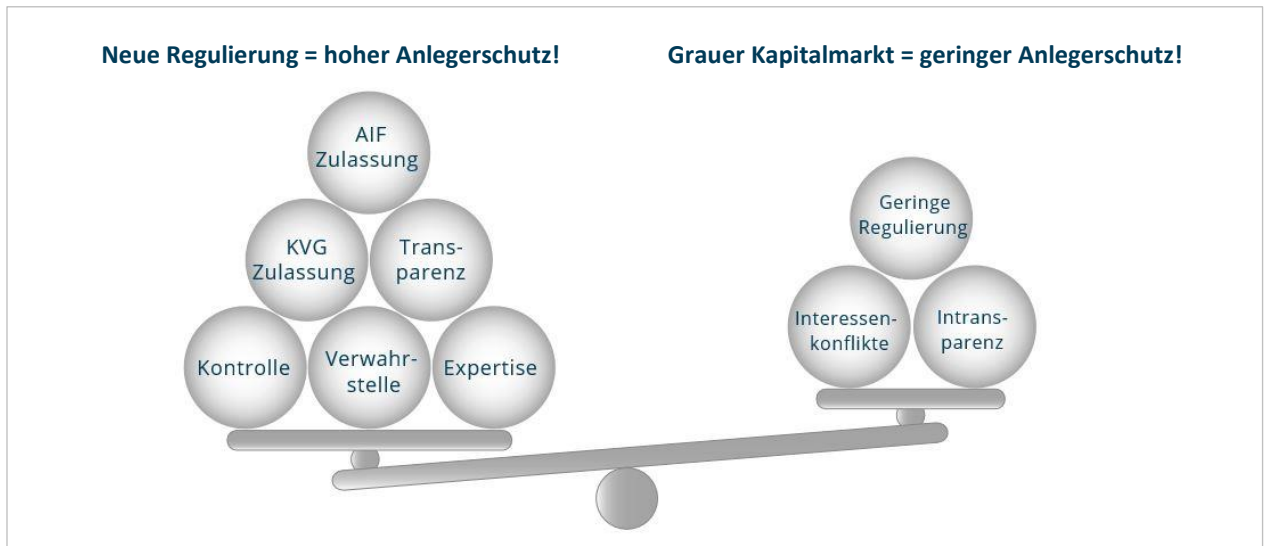 Neue Regulierung = hoher Anlegerschutz!
Grauer Kapitalmarkt = geringer Anlegerschutz!
AIF
Zulassung
KVG
Zulassung
Trans-
parenz
Kontrolle
Verwahr-
stelle
Expertise
Geringe
Regulierung
Interessen-
konflikte
Intrans-
parenz